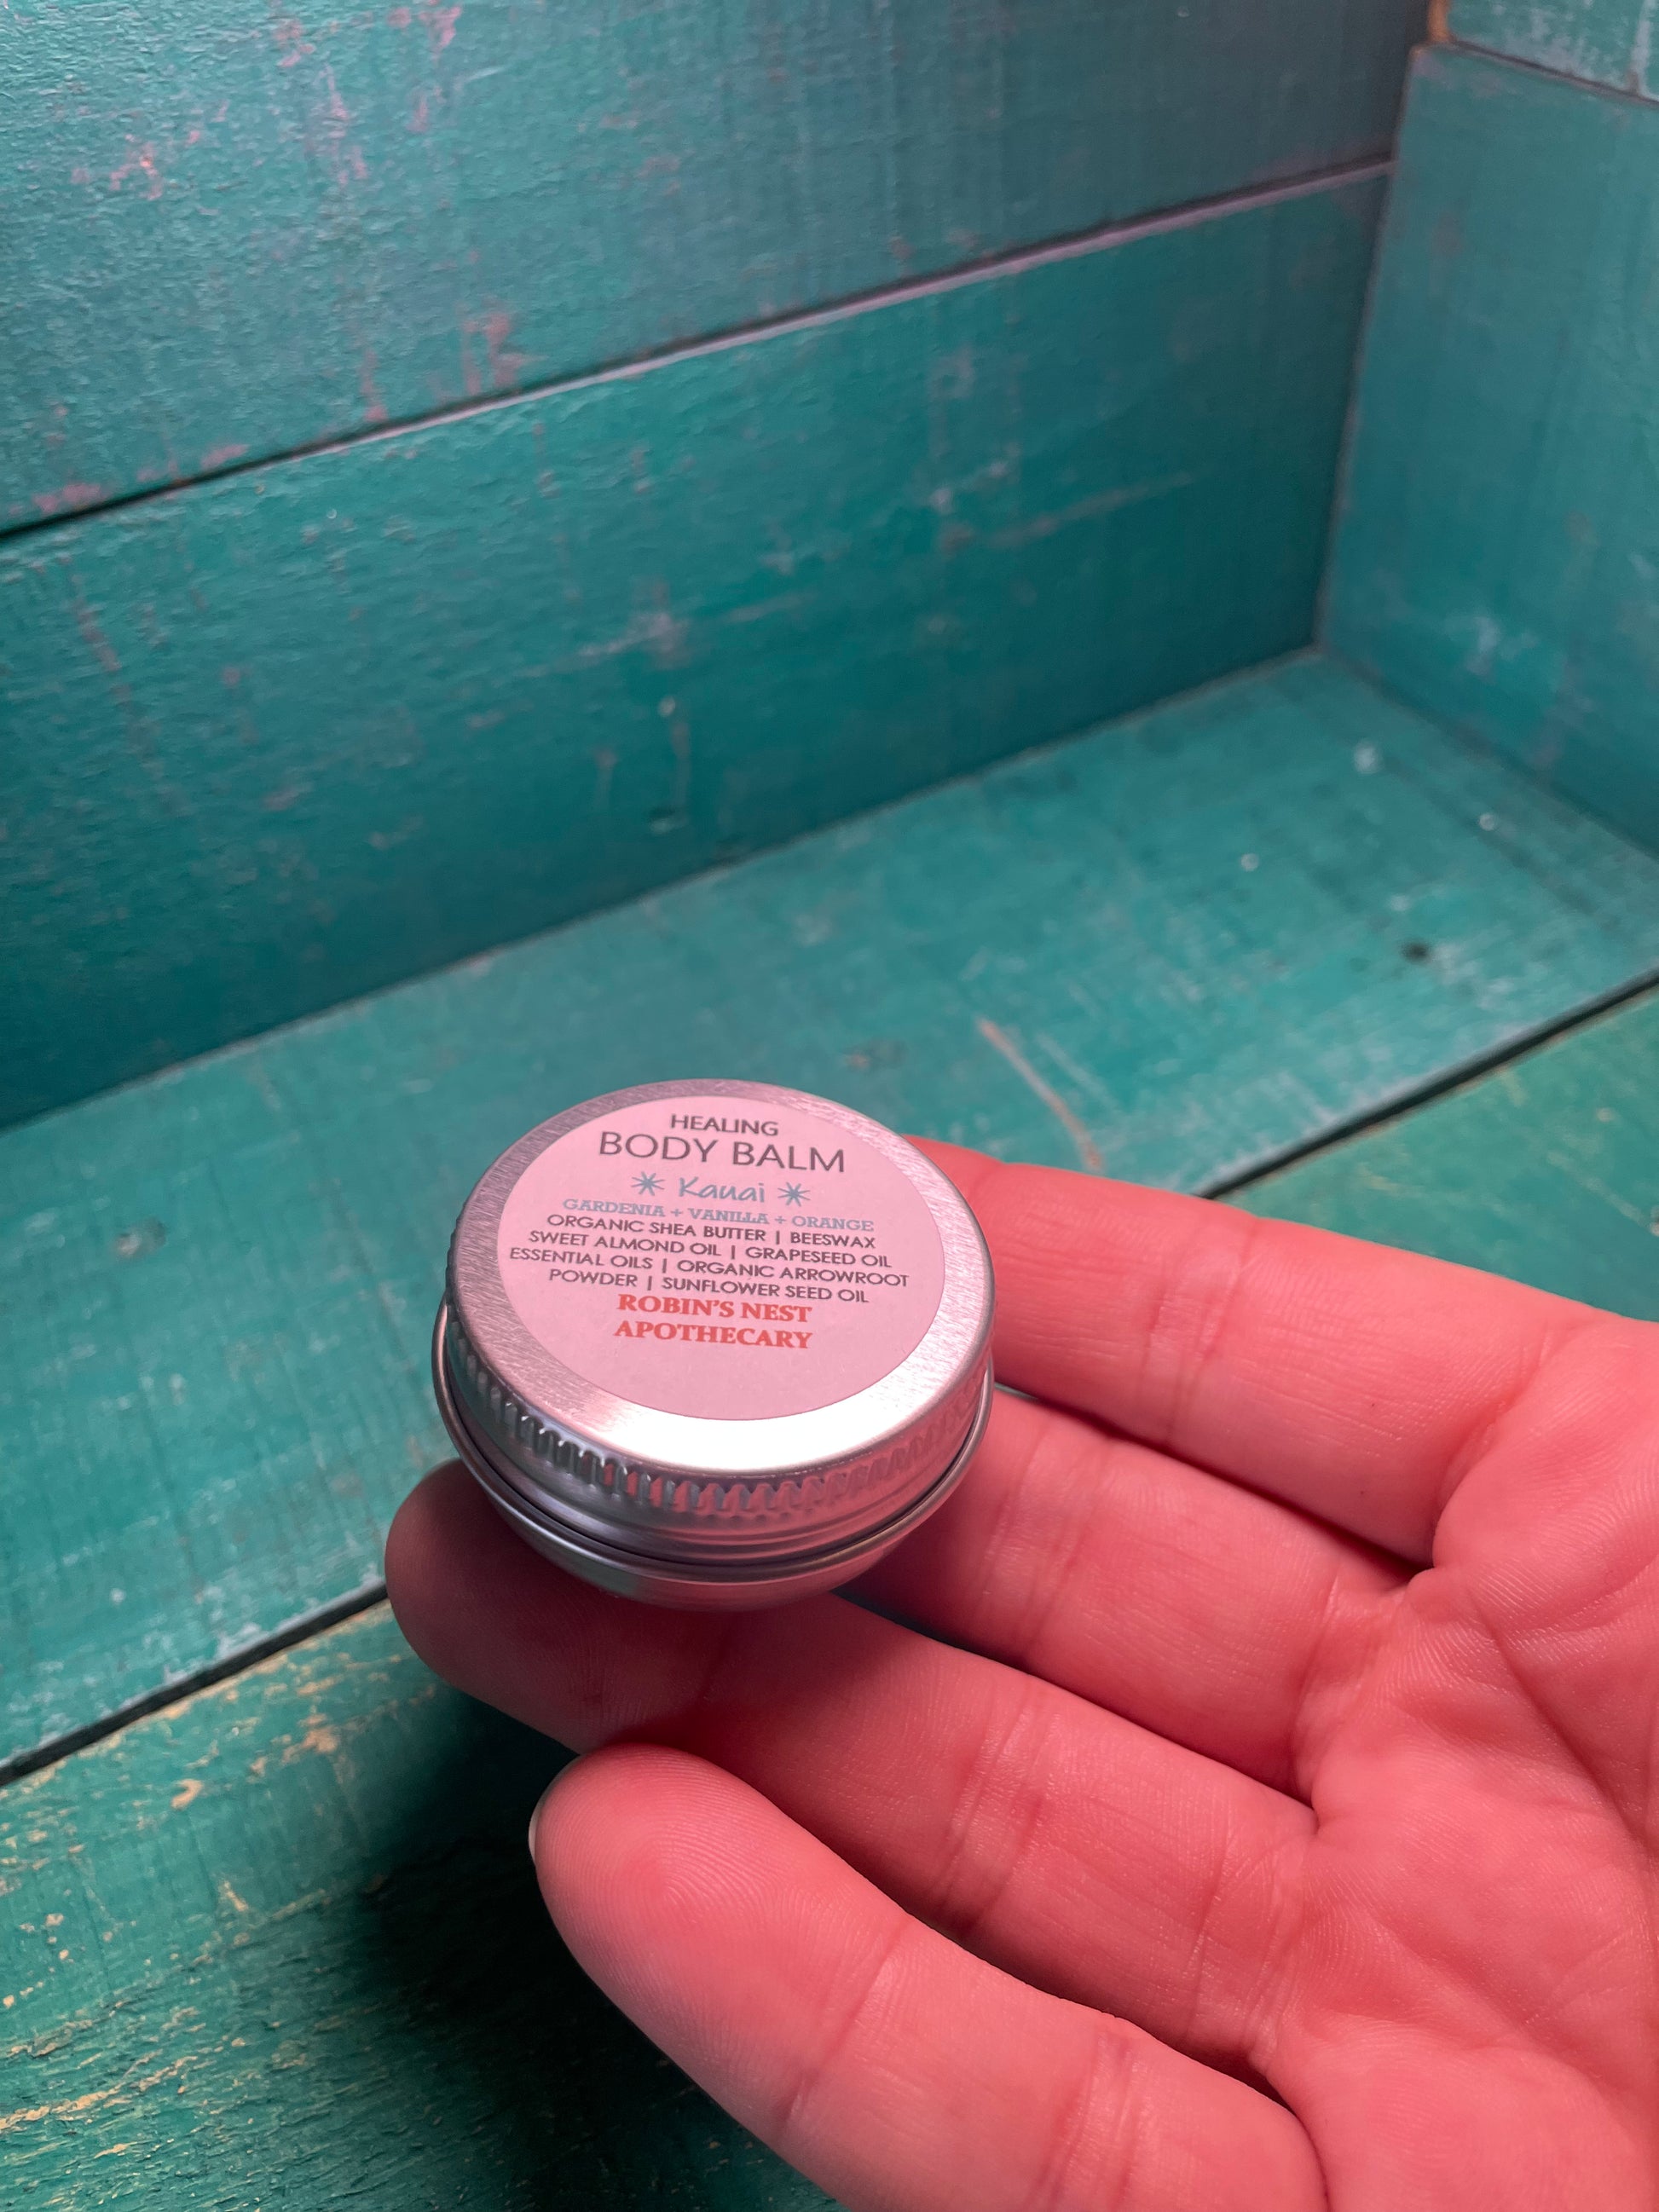 HEALING
BODY BALM
Kauai
GARDENIA + VANILLA + ORANGE
ORGANIC SHEA BUTTER | BEESWAX
SWEET ALMOND OIL | GRAPESEED OIL
ESSENTIAL OILS | ORGANIC ARROWROOT
POWDER | SUNFLOWER SEED OIL
ROBIN'S NEST
APOTHECARY